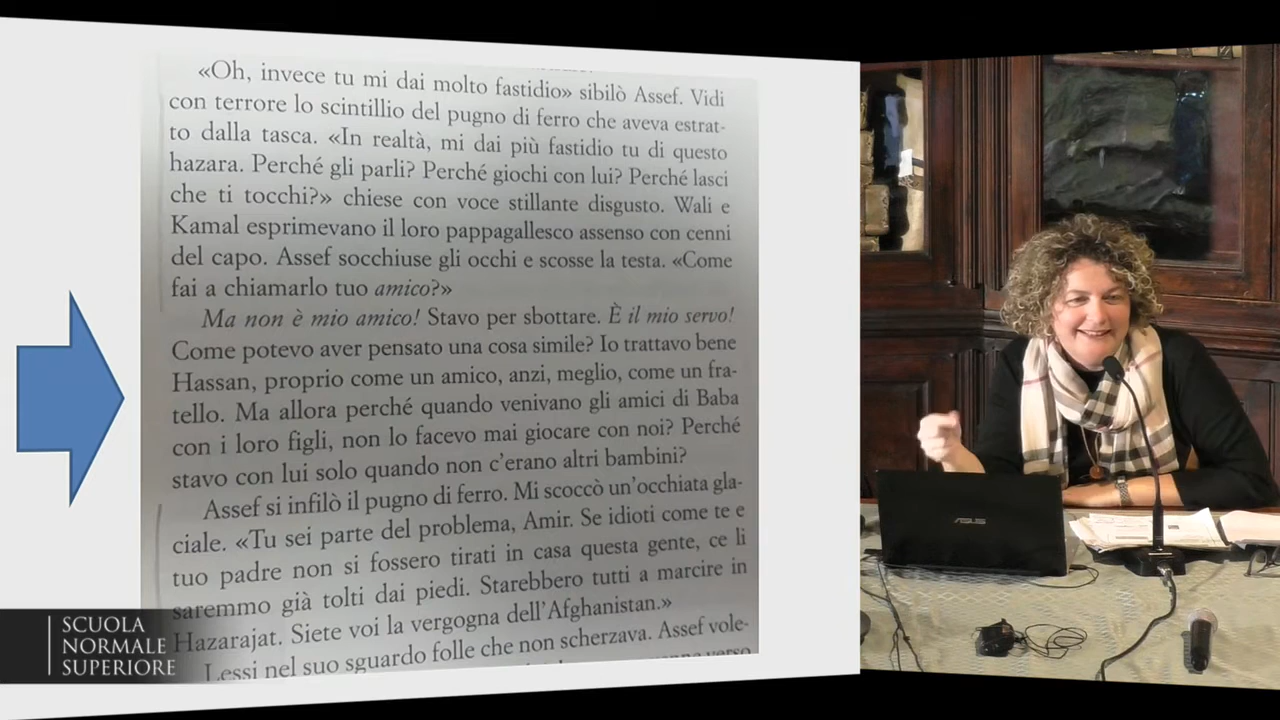 «Oh, invece tu mi dai molto fastidio» sibilò Assef. Vidi
con terrore lo scintillio del pugno di ferro che aveva estrat-
to dalla tasca. «In realtà, mi dai più fastidio tu di questo
hazara. Perché gli parli? Perché giochi con lui? Perché lasci
che ti tocchi?» chiese con voce stillante disgusto. Wali e
Kamal esprimevano il loro pappagallesco assenso con cenni
del capo. Assef socchiuse gli occhi e scosse la testa. «Come
fai a chiamarlo tuo amico?»
Ma non è mio amico! Stavo per sbottare. È il mio servo!
Come potevo aver pensato una cosa simile? Io trattavo bene
Hassan, proprio come un amico, anzi, meglio, come un fra-
tello. Ma allora perché quando venivano gli amici di Baba
con i loro figli, non lo facevo mai giocare con noi? Perché
stavo con lui solo quando non c'erano altri bambini?
Assef si infilò il pugno di ferro. Mi scoccò un'occhiata gla-
ciale. «Tu sei parte del problema, Amir. Se idioti come te e
tuo padre non si fossero tirati in casa questa gente, ce li
saremmo già tolti dai piedi. Starebbero tutti a marcire in
Hazarajat. Siete voi la vergogna dell'Afghanistan.»
Lessi nel suo sguardo folle che non scherzava. Assef vole-
verso
SCUOLA
NORMALE
SUPERIORE
ASUS